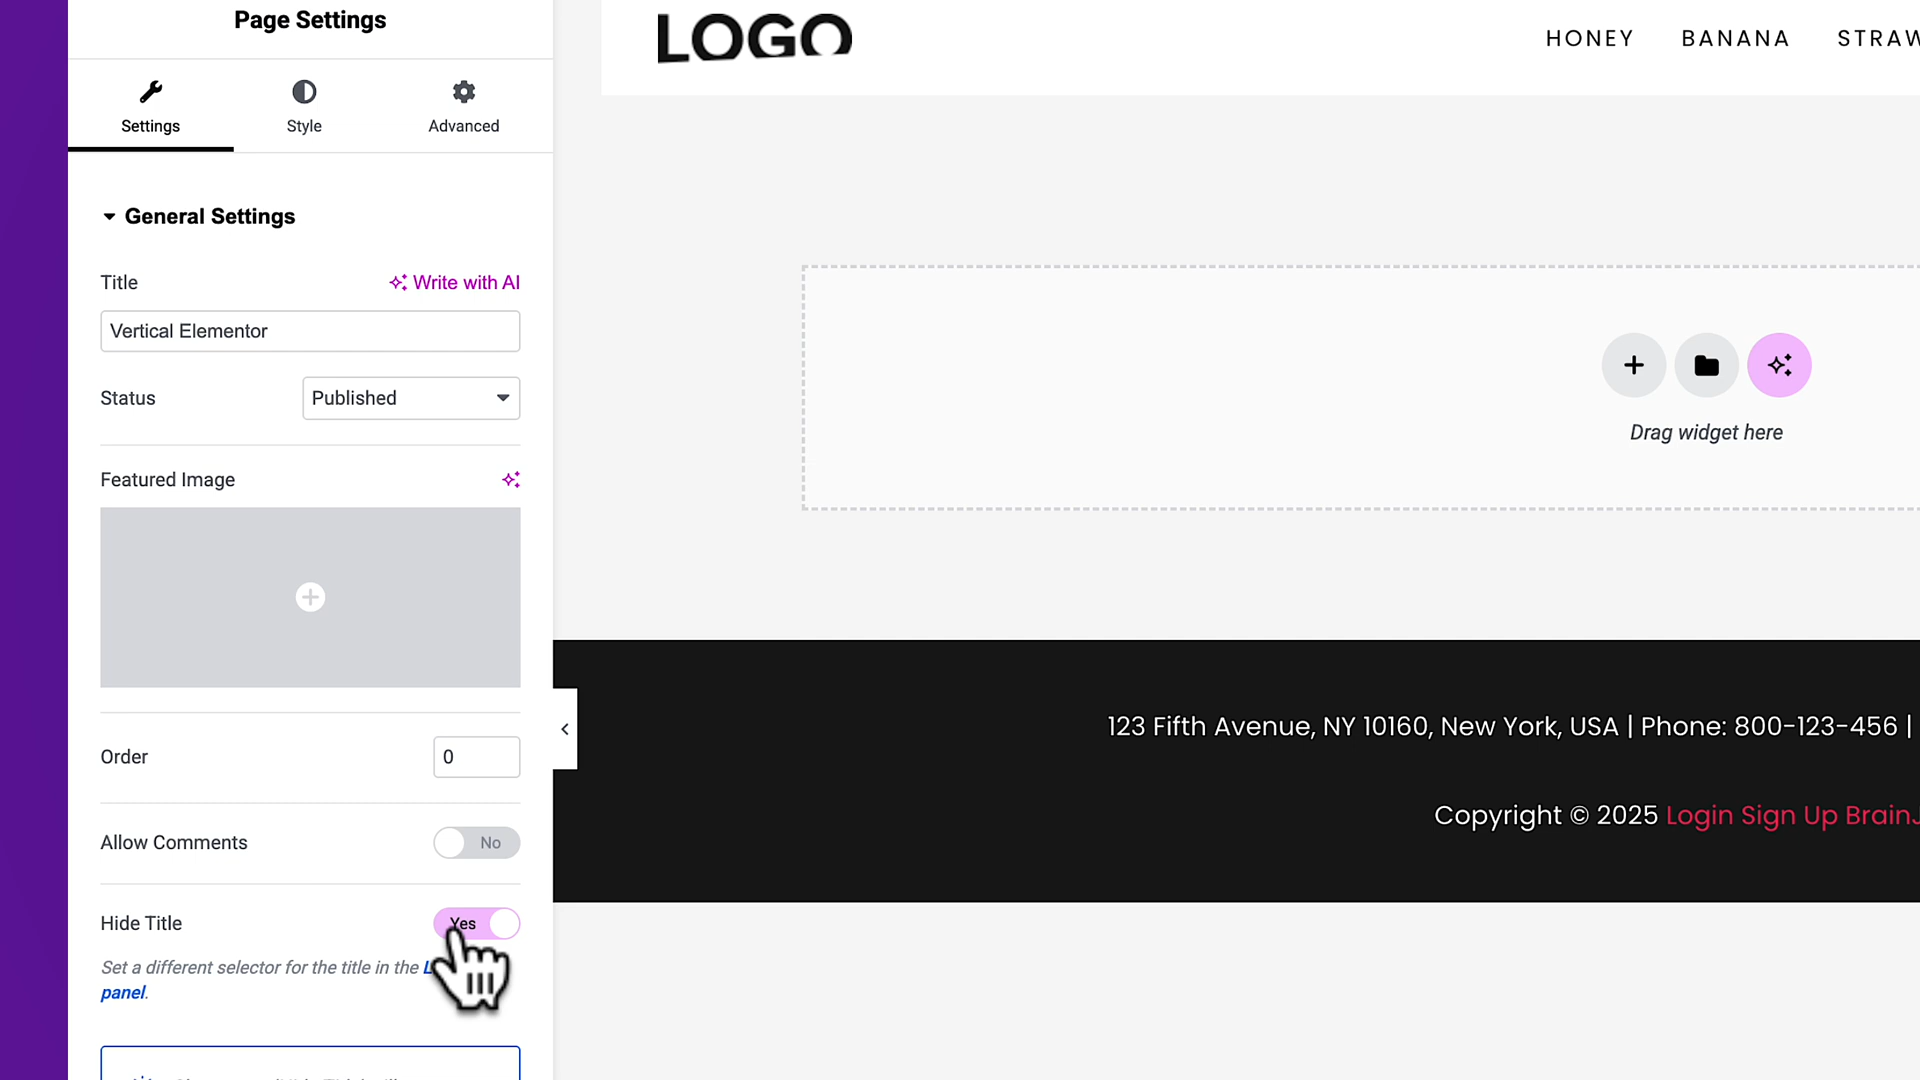 Page Settings
LOGO
HONEY
BANANA
Settings
Style
Advanced
General Settings
Title
Write with AI
Vertical Elementor
Status
Published
Drag widget here
Featured Image
123 Fifth Avenue, NY 10160, New York, USA | Phone: 800-123-456 |
Order
0
Copyright © 2025 Login Sign Up
Allow Comments
No
Hide Title
Yes
Set a different selector for the title in the
panel.